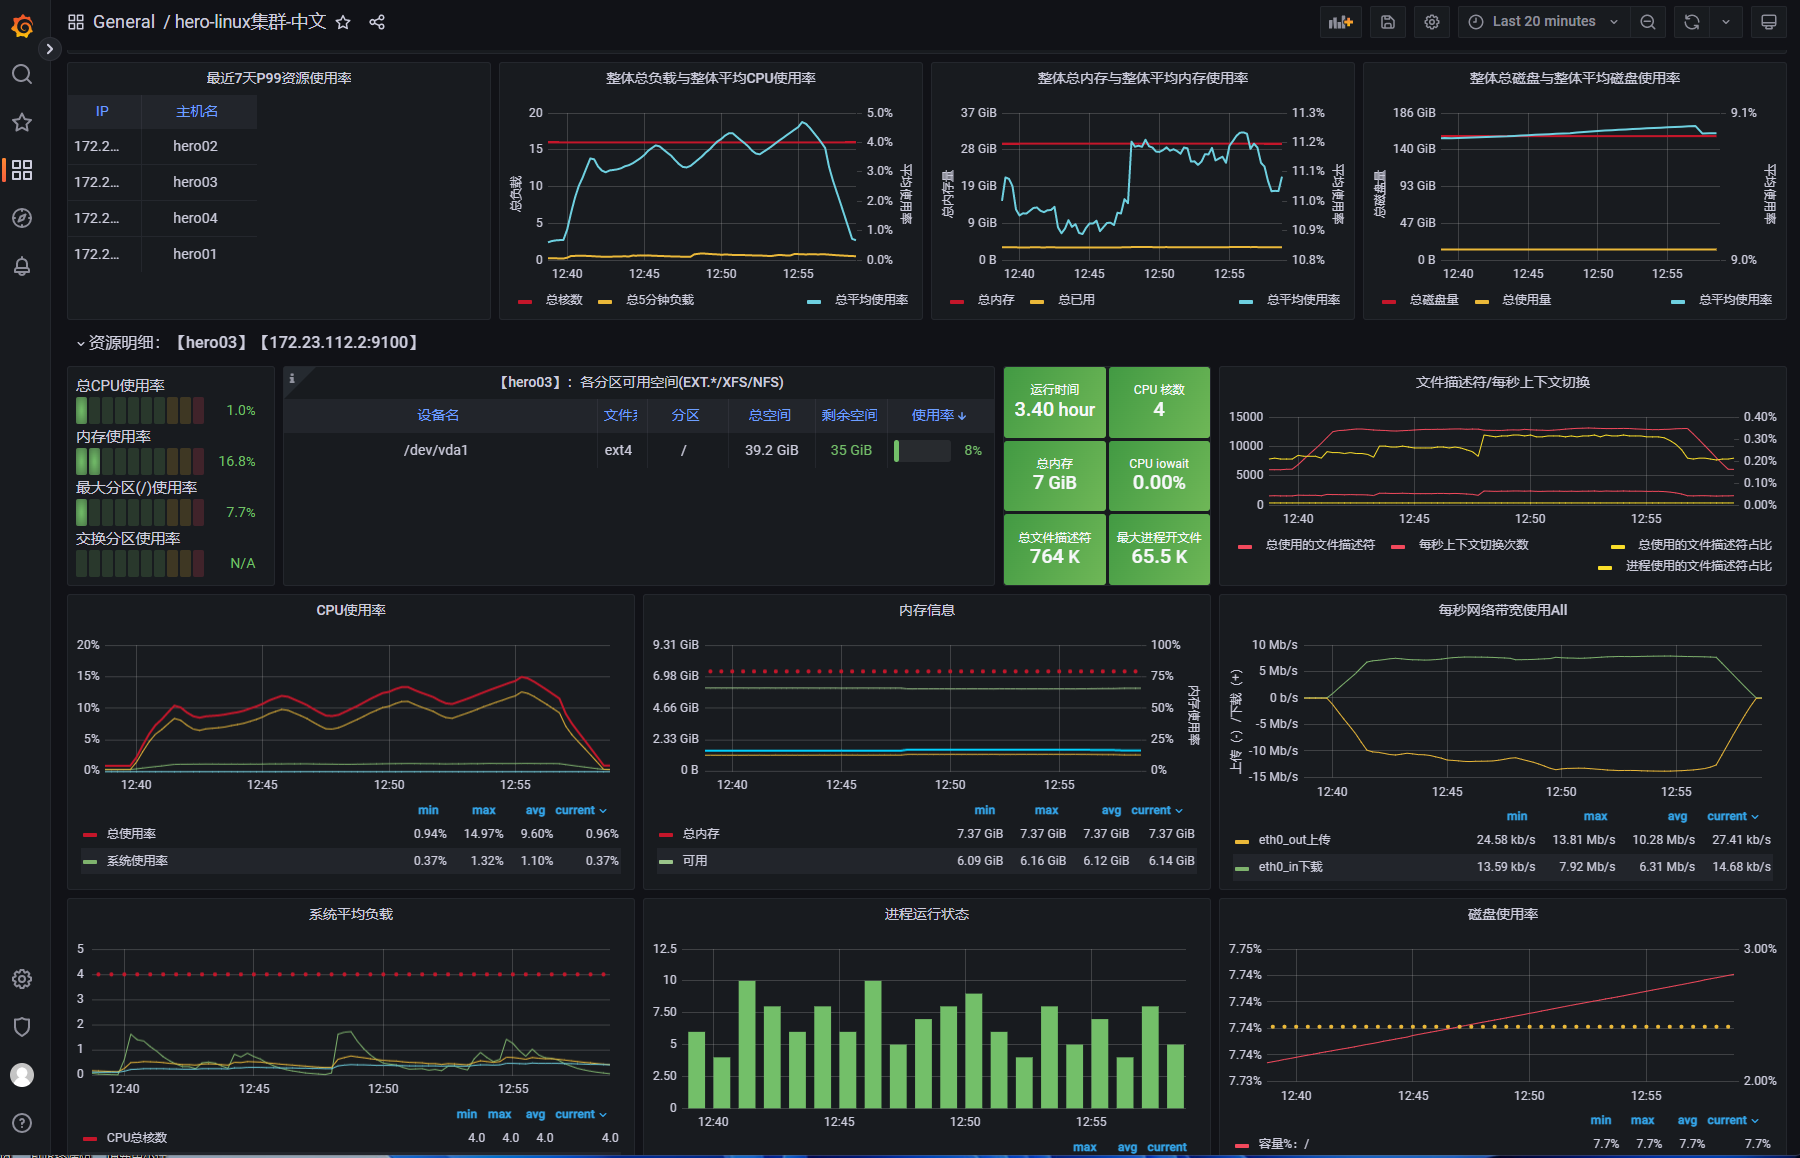 General / hero-linux集群-中文
Last 20 minutes
最近7天P99资源使用率
IP 主机名
172.2... hero02
172.2... hero03
172.2... hero04
172.2... hero01
整体总负载与整体平均CPU使用率
20 5.0%
4.0%
15
3.0%
10
2.0%
5
1.0%
0 0.0%
总负载
平均使用率
12:40 12:45 12:50 12:55
总核数 总5分钟负载 总平均使用率
整体总内存与整体平均内存使用率
37 GiB 11.3%
28 GiB 11.2%
11.1%
19 GiB
11.0%
9 GiB
10.9%
0 B 10.8%
总内存量
平均使用率
12:40 12:45 12:50 12:55
总内存 总已用 总平均使用率
整体总磁盘与整体平均磁盘使用率
186 GiB 9.1%
140 GiB
93 GiB
47 GiB
0 B 9.0%
总磁盘量
平均使用率
12:40 12:45 12:50 12:55
总磁盘量 总使用量 总平均使用率
资源明细：【hero03】【172.23.112.2:9100】
总CPU使用率
1.0%
内存使用率
16.8%
最大分区(/)使用率
7.7%
交换分区使用率
N/A
【hero03】：各分区可用空间(EXT.*/XFS/NFS)
设备名 文件系 分区 总空间 剩余空间 使用率
/dev/vda1 ext4 / 39.2 GiB 35 GiB 8%
运行时间
3.40 hour
CPU 核数
4
总内存
7 GiB
CPU iowait
0.00%
总文件描述符
764 K
最大进程开文件
65.5 K
文件描述符/每秒上下文切换
15000 0.40%
10000 0.30%
0.20%
5000
0.10%
0 0.00%
12:40 12:45 12:50 12:55
总使用的文件描述符 每秒上下文切换次数 总使用的文件描述符占比
进程使用的文件描述符占比
CPU使用率
20%
15%
10%
5%
0%
12:40 12:45 12:50 12:55
min max avg current
总使用率 0.94% 14.97% 9.60% 0.96%
系统使用率 0.37% 1.32% 1.10% 0.37%
内存信息
9.31 GiB 100%
6.98 GiB 75%
4.66 GiB 50%
2.33 GiB 25%
0 B 0%
内存使用率
12:40 12:45 12:50 12:55
min max avg current
总内存 7.37 GiB 7.37 GiB 7.37 GiB 7.37 GiB
可用 6.09 GiB 6.16 GiB 6.12 GiB 6.14 GiB
每秒网络带宽使用All
10 Mb/s
5 Mb/s
0 b/s
-5 Mb/s
-10 Mb/s
-15 Mb/s
上传（-）/下载（+）
12:40 12:45 12:50 12:55
min max avg current
eth0_out上传 24.58 kb/s 13.81 Mb/s 10.28 Mb/s 27.41 kb/s
eth0_in下载 13.59 kb/s 7.92 Mb/s 6.31 Mb/s 14.68 kb/s
系统平均负载
5
4
3
2
1
0
12:40 12:45 12:50 12:55
min max avg current
CPU总核数 4.0 4.0 4.0 4.0
进程运行状态
12.5
10
7.50
5
2.50
0
12:40 12:45 12:50 12:55
max avg current
磁盘使用率
7.75% 3.00%
7.74%
7.74%
7.74%
7.74%
7.73% 2.00%
12:40 12:45 12:50 12:55
min max avg current
容量%：/ 7.7% 7.7% 7.7% 7.7%